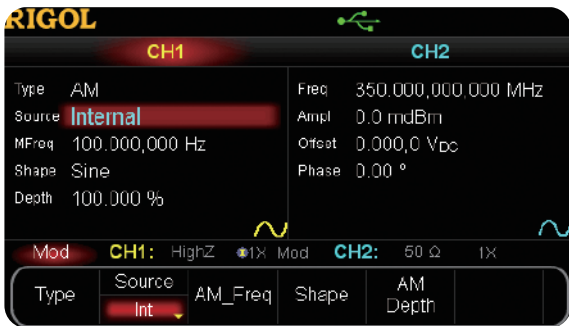 RIGOL
CH1 CH2
Type AM
Source Internal
MFreq 100.000,000 Hz
Shape Sine
Depth 100.000 %
Freq 350.000,000,000 MHz
Ampl 0.0 mdBm
Offset 0.000,0 VDC
Phase 0.00 °
Mod CH1: HighZ 1X Mod CH2: 50 Ω 1X
Type
Source
Int
AM_Freq
Shape
AM
Depth